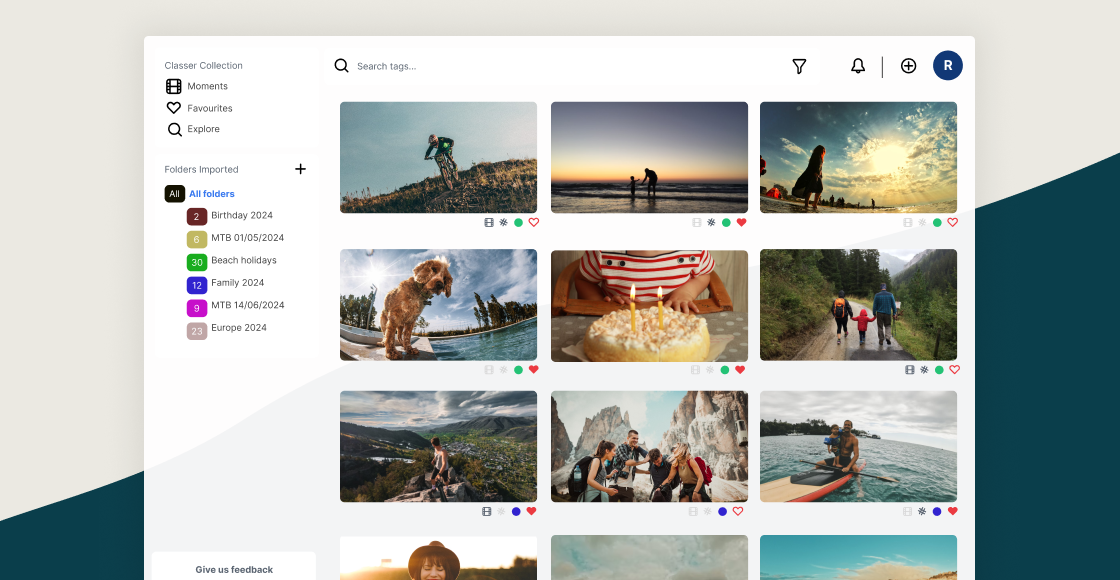 Classer Collection
Moments
Favourites
Explore
Folders Imported
All All folders
2 Birthday 2024
6 MTB 01/05/2024
30 Beach holidays
12 Family 2024
9 MTB 14/06/2024
23 Europe 2024
Give us feedback
Search tags...
R